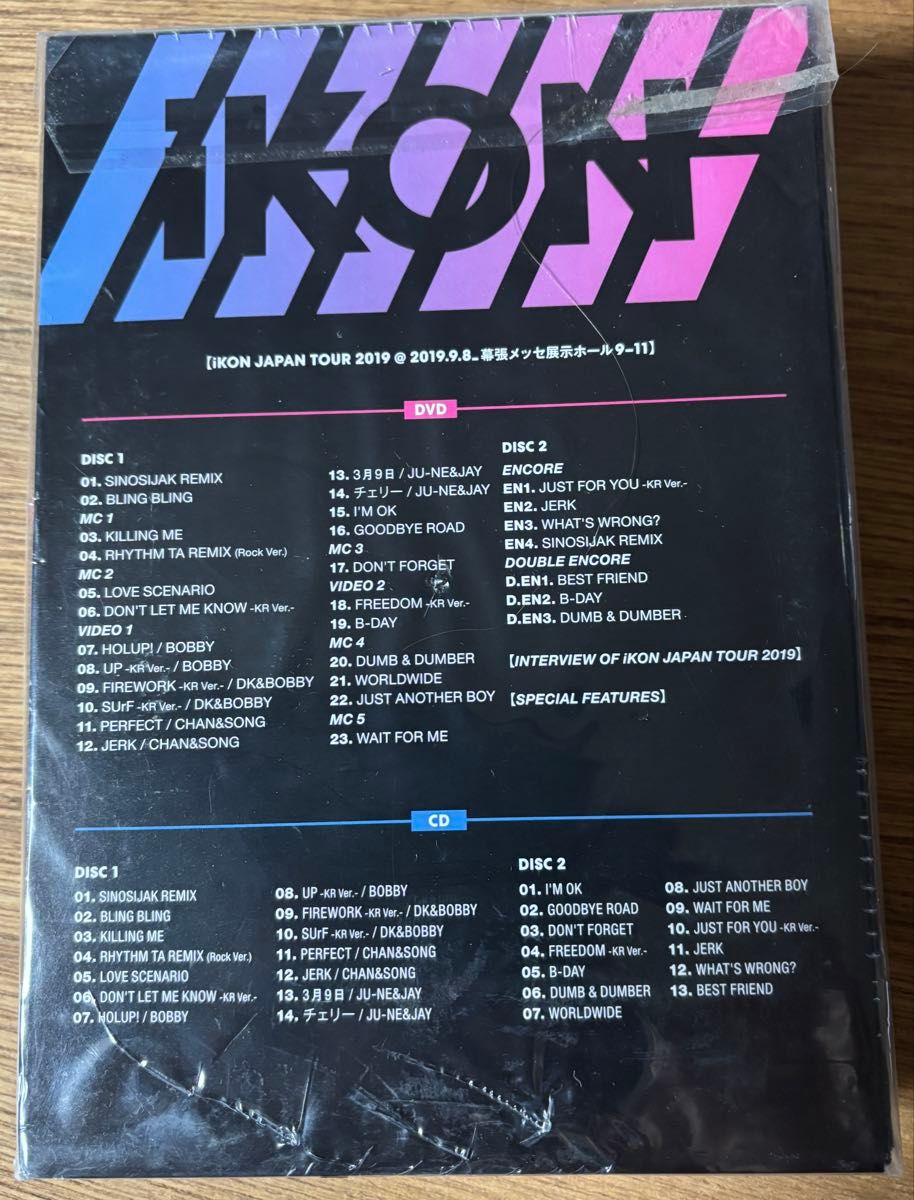 iKON
【iKON JAPAN TOUR 2019 @ 2019.9.8_幕張メッセ展示ホール9-11】
DVD
DISC 1
01. SINOSIJAK REMIX
02. BLING BLING
MC 1
03. KILLING ME
04. RHYTHM TA REMIX (Rock Ver.)
MC 2
05. LOVE SCENARIO
06. DON'T LET ME KNOW -KR Ver.-
VIDEO 1
07. HOLUP! / BOBBY
08. UP -KR Ver.- / BOBBY
09. FIREWORK -KR Ver.- / DK&BOBBY
10. SUrF -KR Ver.- / DK&BOBBY
11. PERFECT / CHAN&SONG
12. JERK / CHAN&SONG
13. 3月9日 / JU-NE&JAY
14. チェリー / JU-NE&JAY
15. I'M OK
16. GOODBYE ROAD
MC 3
17. DON'T FORGET
VIDEO 2
18. FREEDOM -KR Ver.-
19. B-DAY
MC 4
20. DUMB & DUMBER
21. WORLDWIDE
22. JUST ANOTHER BOY
MC 5
23. WAIT FOR ME
DISC 2
ENCORE
EN1. JUST FOR YOU -KR Ver.-
EN2. JERK
EN3. WHAT'S WRONG?
EN4. SINOSIJAK REMIX
DOUBLE ENCORE
D.EN1. BEST FRIEND
D.EN2. B-DAY
D.EN3. DUMB & DUMBER
【INTERVIEW OF iKON JAPAN TOUR 2019】
【SPECIAL FEATURES】
CD
DISC 1
01. SINOSIJAK REMIX
02. BLING BLING
03. KILLING ME
04. RHYTHM TA REMIX (Rock Ver.)
05. LOVE SCENARIO
06. DON'T LET ME KNOW -KR Ver.-
07. HOLUP! / BOBBY
08. UP -KR Ver.- / BOBBY
09. FIREWORK -KR Ver.- / DK&BOBBY
10. SUrF -KR Ver.- / DK&BOBBY
11. PERFECT / CHAN&SONG
12. JERK / CHAN&SONG
13. 3月9日 / JU-NE&JAY
14. チェリー / JU-NE&JAY
DISC 2
01. I'M OK
02. GOODBYE ROAD
03. DON'T FORGET
04. FREEDOM -KR Ver.-
05. B-DAY
06. DUMB & DUMBER
07. WORLDWIDE
08. JUST ANOTHER BOY
09. WAIT FOR ME
10. JUST FOR YOU -KR Ver.-
11. JERK
12. WHAT'S WRONG?
13. BEST FRIEND